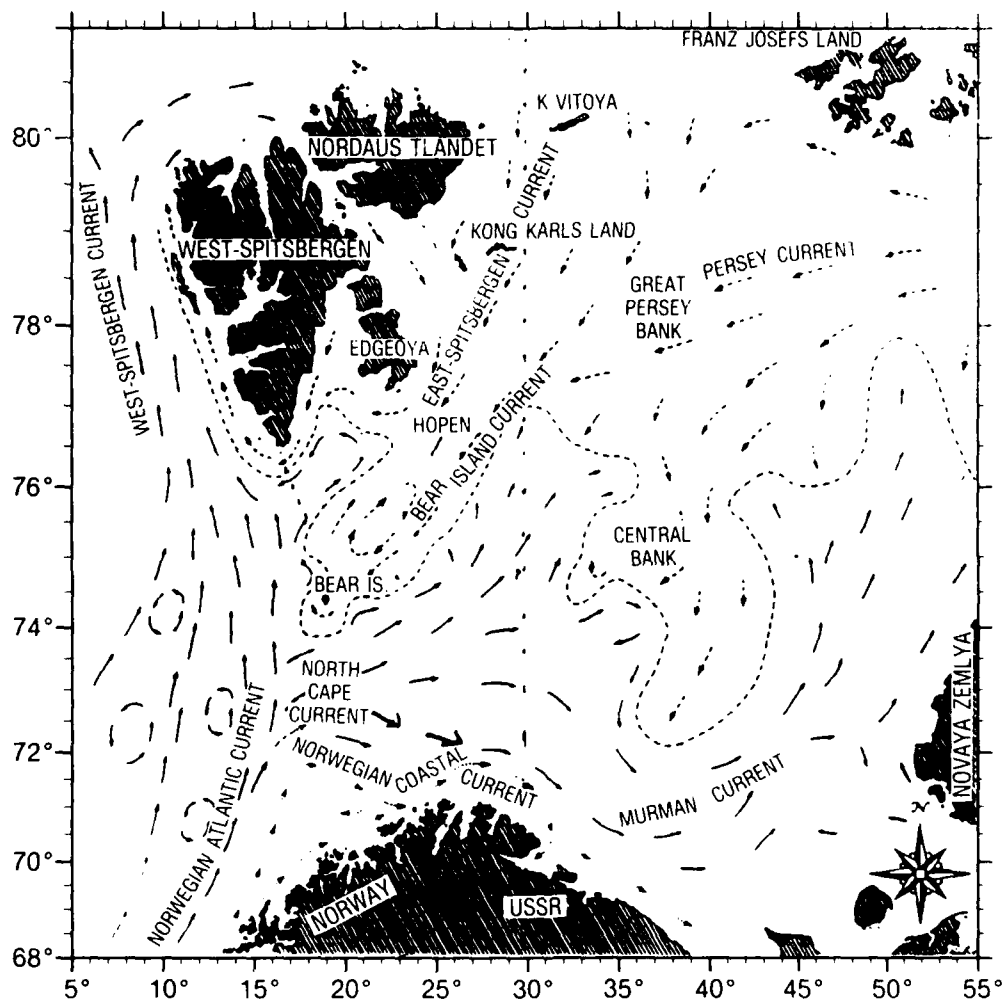 FRANZ JOSEFS LAND
K VITOYA
80°
NORDAUS TLANDET
WEST-SPITSBERGEN CURRENT
WEST-SPITSBERGEN
KONG KARLS LAND
EAST-SPITSBERGEN CURRENT
PERSEY CURRENT
GREAT
PERSEY
BANK
78°
EDGEOYA
HOPEN
BEAR ISLAND CURRENT
76°
CENTRAL
BANK
BEAR IS.
74°
NORTH
CAPE
CURRENT
NOVAYA ZEMLYA
72°
NORWEGIAN COASTAL CURRENT
NORWEGIAN ATLANTIC CURRENT
MURMAN CURRENT
N
70°
NORWAY
USSR
68°
5° 10° 15° 20° 25° 30° 35° 40° 45° 50° 55°